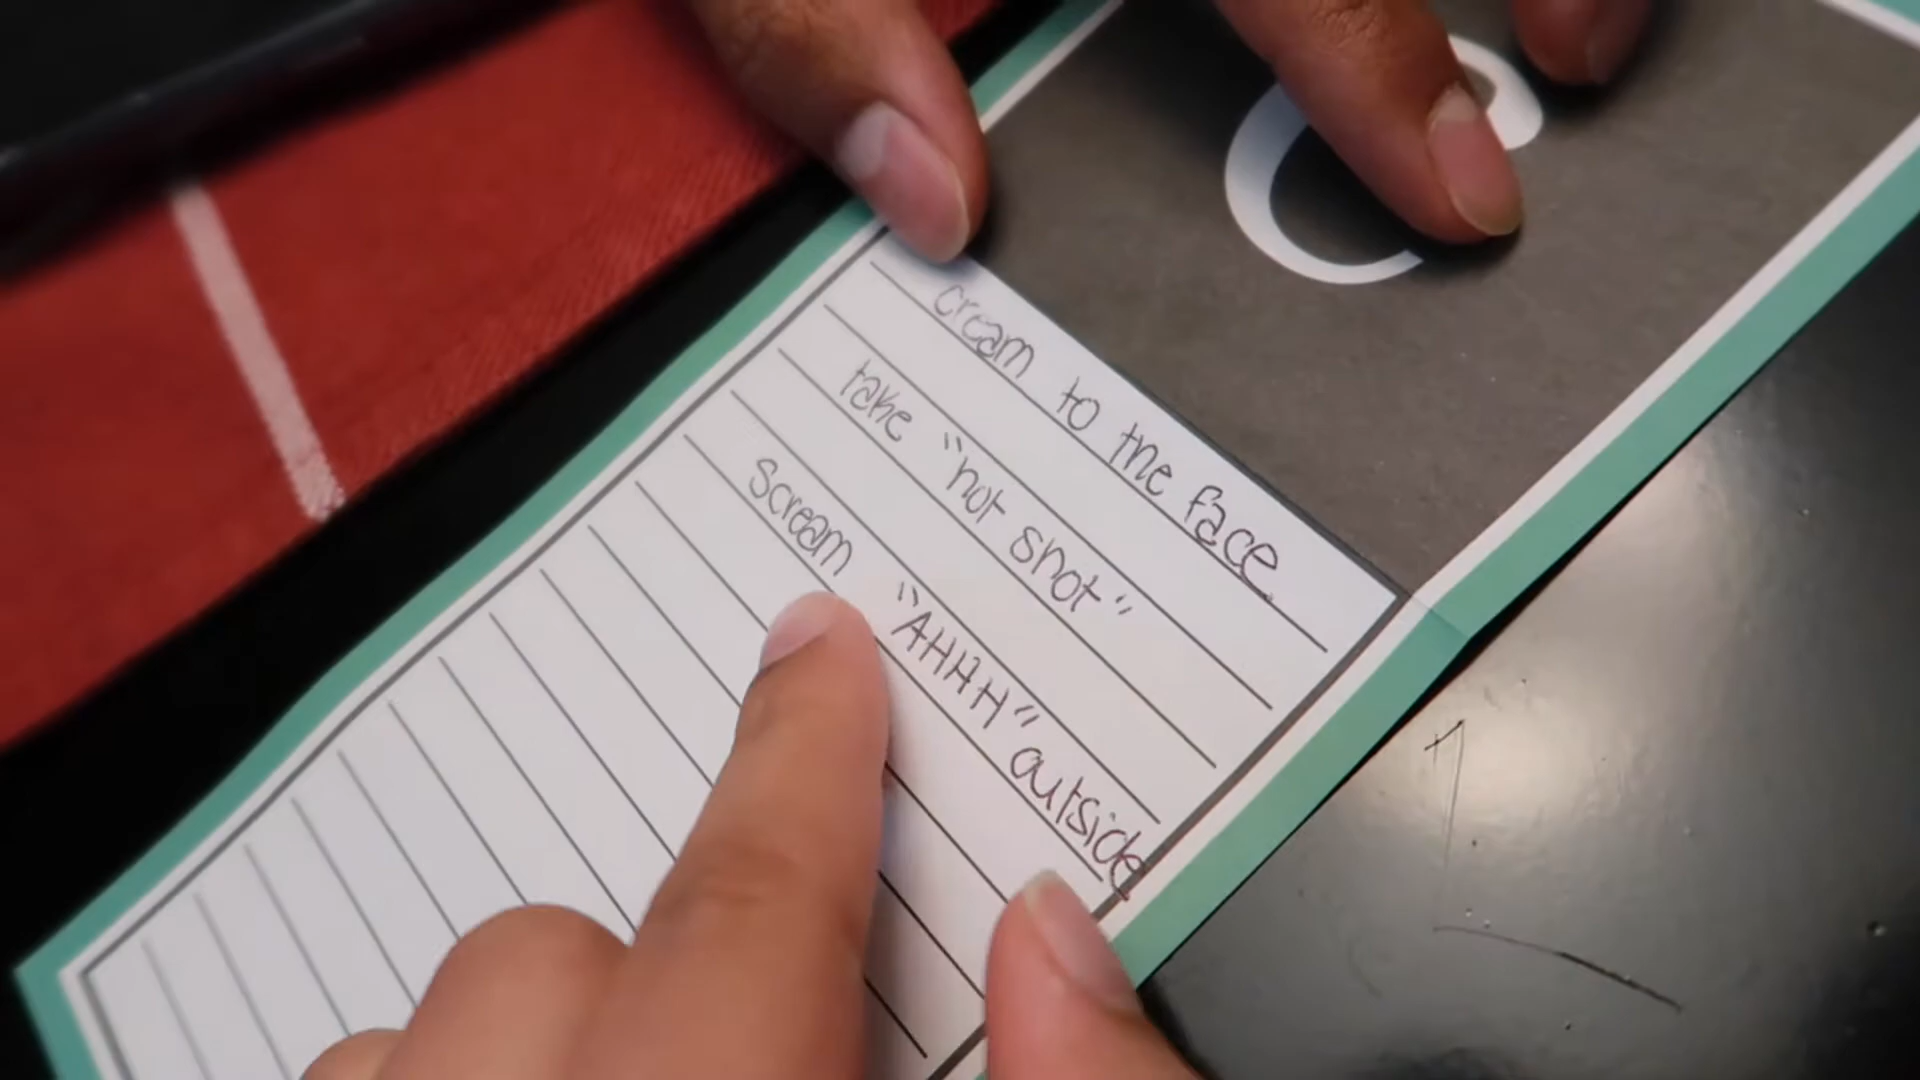 cream to the face.
take "hot shot"
scream "AHHH" outside